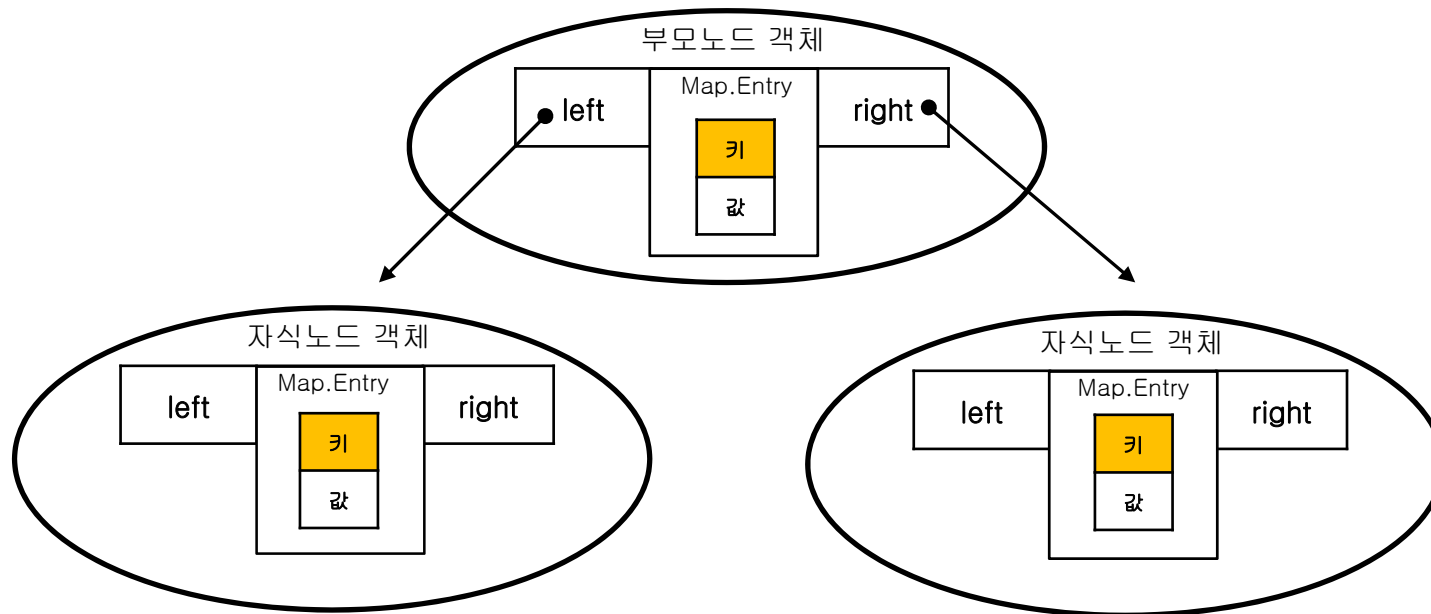 부모노드 객체
Map.Entry
left
right
키
값
자식노드 객체
Map.Entry
left
right
키
값
자식노드 객체
Map.Entry
left
right
키
값